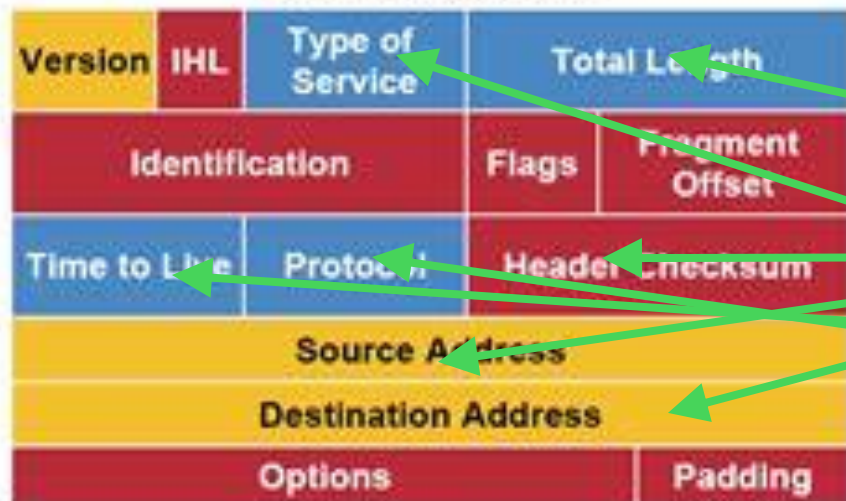 Version IHL Type of Service Total Length
Identification Flags Fragment Offset
Time to Live Protocol Header Checksum
Source Address
Destination Address
Options Padding